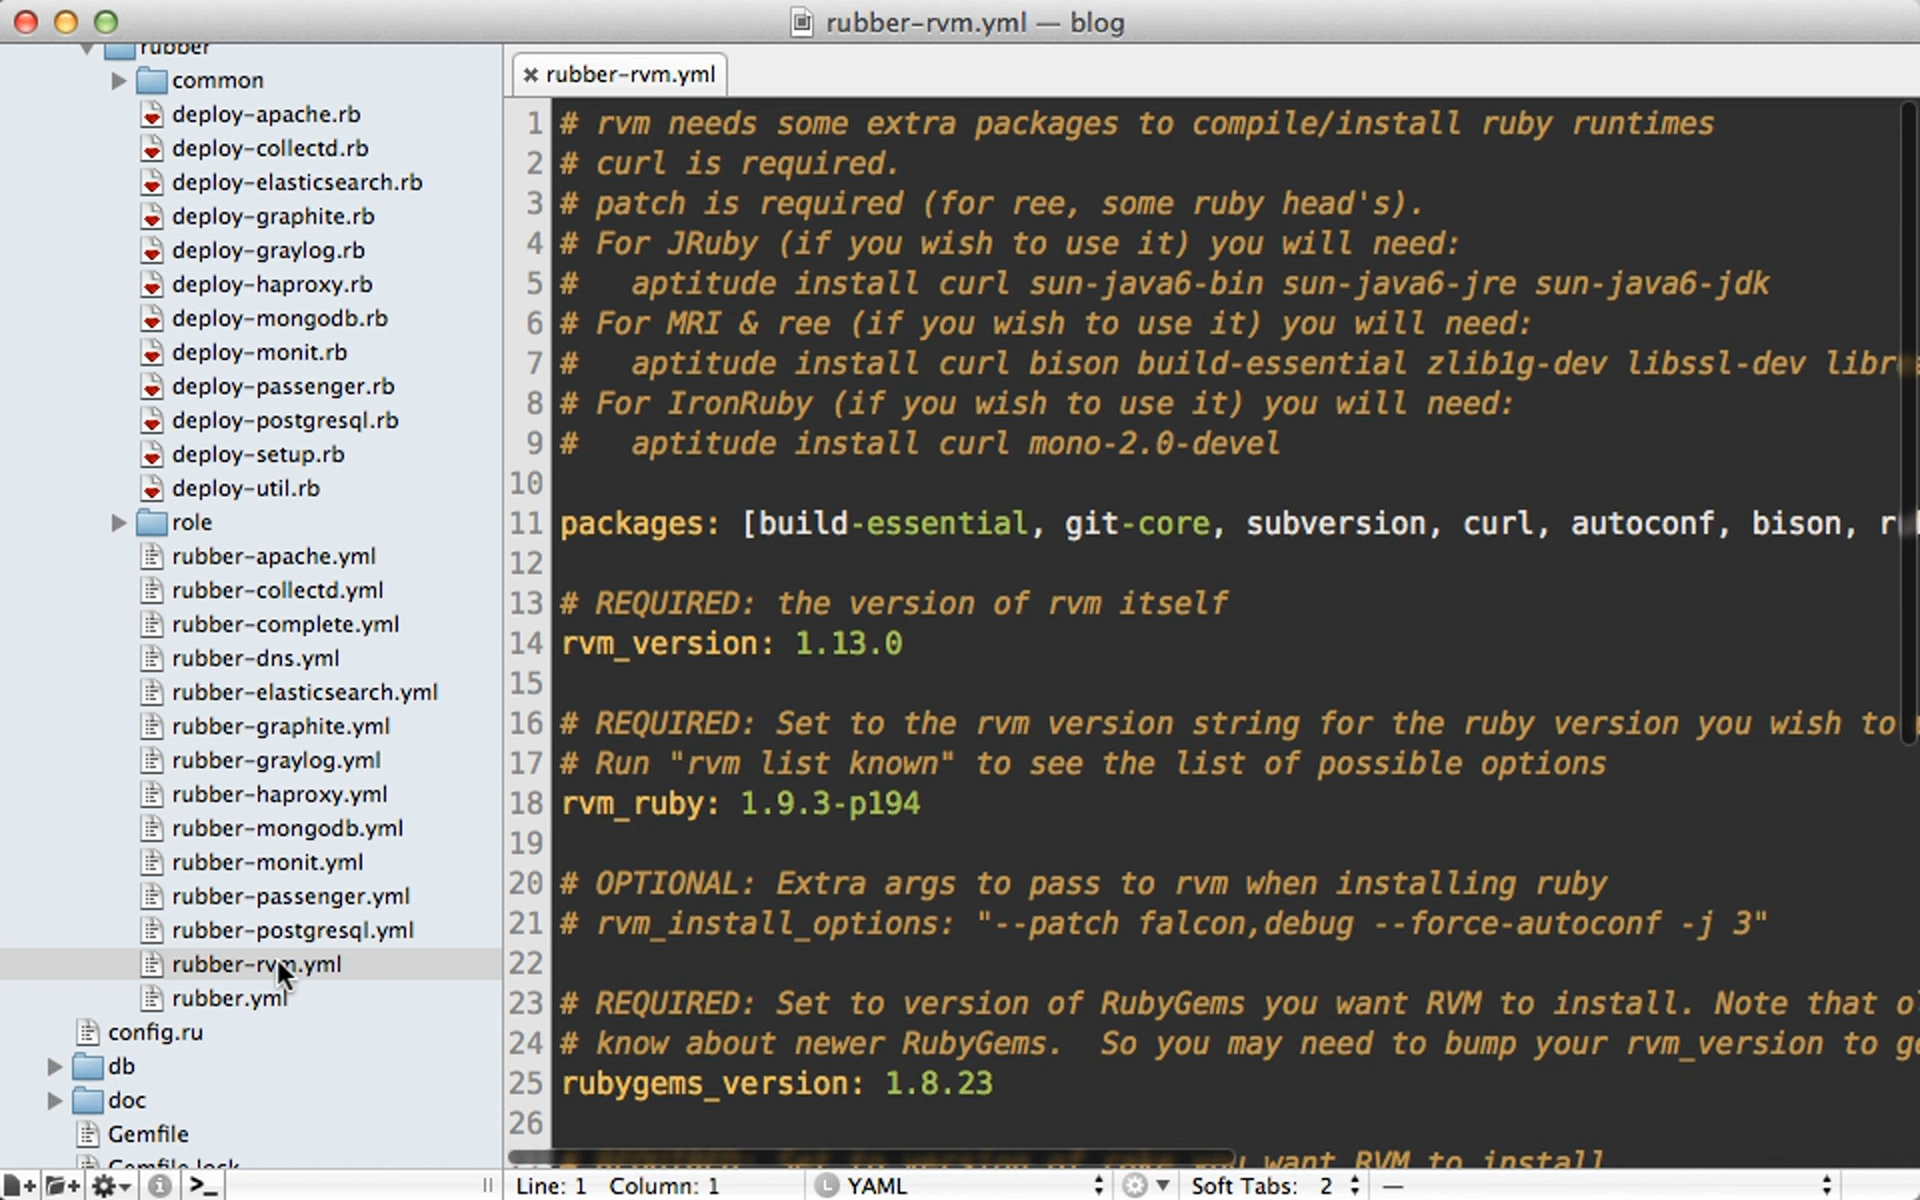 rubber-rvm.yml — blog
rubber
common
deploy-apache.rb
deploy-collectd.rb
deploy-elasticsearch.rb
deploy-graphite.rb
deploy-graylog.rb
deploy-haproxy.rb
deploy-mongodb.rb
deploy-monit.rb
deploy-passenger.rb
deploy-postgresql.rb
deploy-setup.rb
deploy-util.rb
role
rubber-apache.yml
rubber-collectd.yml
rubber-complete.yml
rubber-dns.yml
rubber-elasticsearch.yml
rubber-graphite.yml
rubber-graylog.yml
rubber-haproxy.yml
rubber-mongodb.yml
rubber-monit.yml
rubber-passenger.yml
rubber-postgresql.yml
rubber-rvm.yml
rubber.yml
config.ru
db
doc
Gemfile
Gemfile.lock
rubber-rvm.yml
1 # rvm needs some extra packages to compile/install ruby runtimes
2 # curl is required.
3 # patch is required (for ree, some ruby head's).
4 # For JRuby (if you wish to use it) you will need:
5 #   aptitude install curl sun-java6-bin sun-java6-jre sun-java6-jdk
6 # For MRI & ree (if you wish to use it) you will need:
7 #   aptitude install curl bison build-essential zlib1g-dev libssl-dev
8 # For IronRuby (if you wish to use it) you will need:
9 #   aptitude install curl mono-2.0-devel
10
11 packages: [build-essential, git-core, subversion, curl, autoconf, bison,
12
13 # REQUIRED: the version of rvm itself
14 rvm_version: 1.13.0
15
16 # REQUIRED: Set to the rvm version string for the ruby version you wish to
17 # Run "rvm list known" to see the list of possible options
18 rvm_ruby: 1.9.3-p194
19
20 # OPTIONAL: Extra args to pass to rvm when installing ruby
21 # rvm_install_options: "--patch falcon,debug --force-autoconf -j 3"
22
23 # REQUIRED: Set to version of RubyGems you want RVM to install. Note that
24 # know about newer RubyGems.  So you may need to bump your rvm_version to
25 rubygems_version: 1.8.23
26
want RVM to install
Line: 1 Column: 1
YAML
Soft Tabs: 2
—